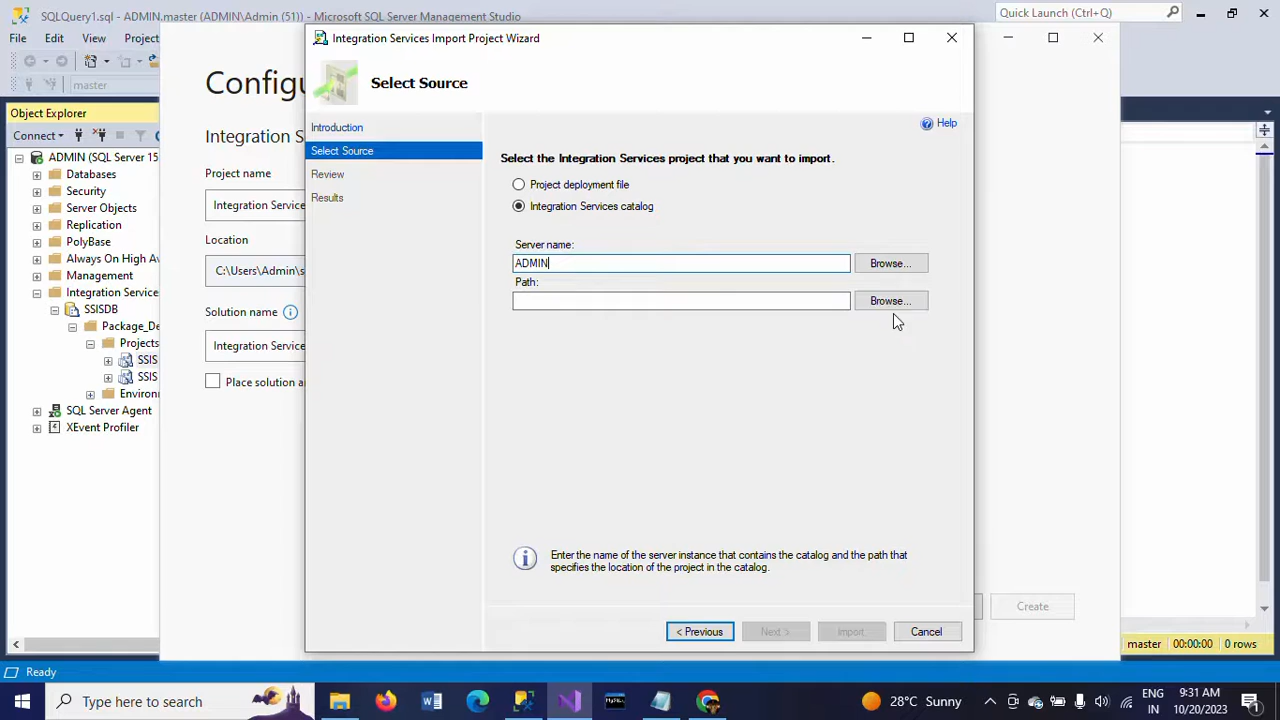 SQLQuery1.sql - ADMIN.master (ADMIN\Admin (51)) - Microsoft SQL Server Management Studio
Quick Launch (Ctrl+Q)
File Edit View Project
master
Object Explorer
Connect
ADMIN (SQL Server 15
Databases
Security
Server Objects
Replication
PolyBase
Always On High Av
Management
Integration Service
SSISDB
Package_De
Projects
SSIS
SSIS
Environ
SQL Server Agent
XEvent Profiler
Configu
Integration S
Project name
Integration Service
Location
C:\Users\Admin\s
Solution name
Integration Service
Place solution a
Create
Integration Services Import Project Wizard
Select Source
Introduction
Select Source
Review
Results
Help
Select the Integration Services project that you want to import.
Project deployment file
Integration Services catalog
Server name:
ADMIN
Browse...
Path:
Browse...
Enter the name of the server instance that contains the catalog and the path that
specifies the location of the project in the catalog.
< Previous
Next >
Import
Cancel
master 00:00:00 0 rows
Ready
Type here to search
28°C Sunny
ENG
IN
9:31 AM
10/20/2023